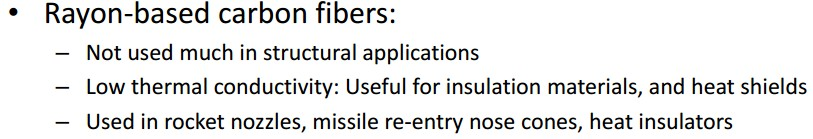 • Rayon-based carbon fibers:
– Not used much in structural applications
– Low thermal conductivity: Useful for insulation materials, and heat shields
– Used in rocket nozzles, missile re-entry nose cones, heat insulators